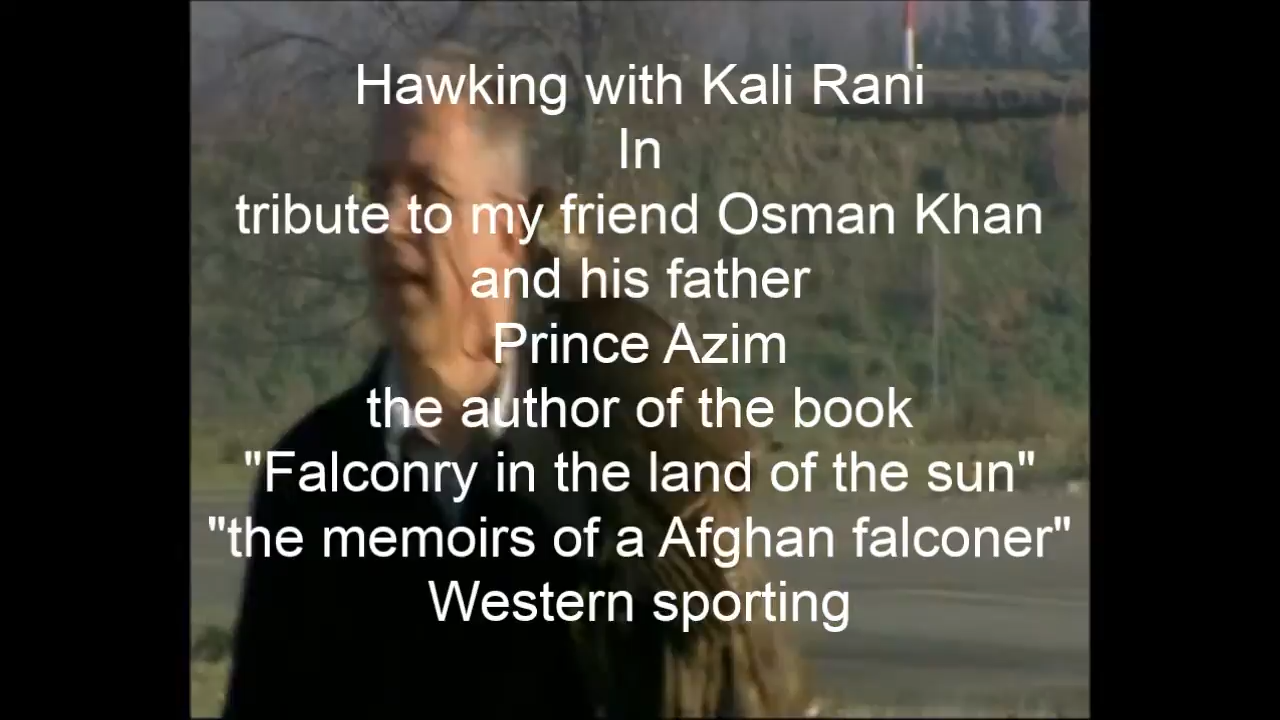 Hawking with Kali Rani
In
tribute to my friend Osman Khan
and his father
Prince Azim
the author of the book
"Falconry in the land of the sun"
"the memoirs of a Afghan falconer"
Western sporting